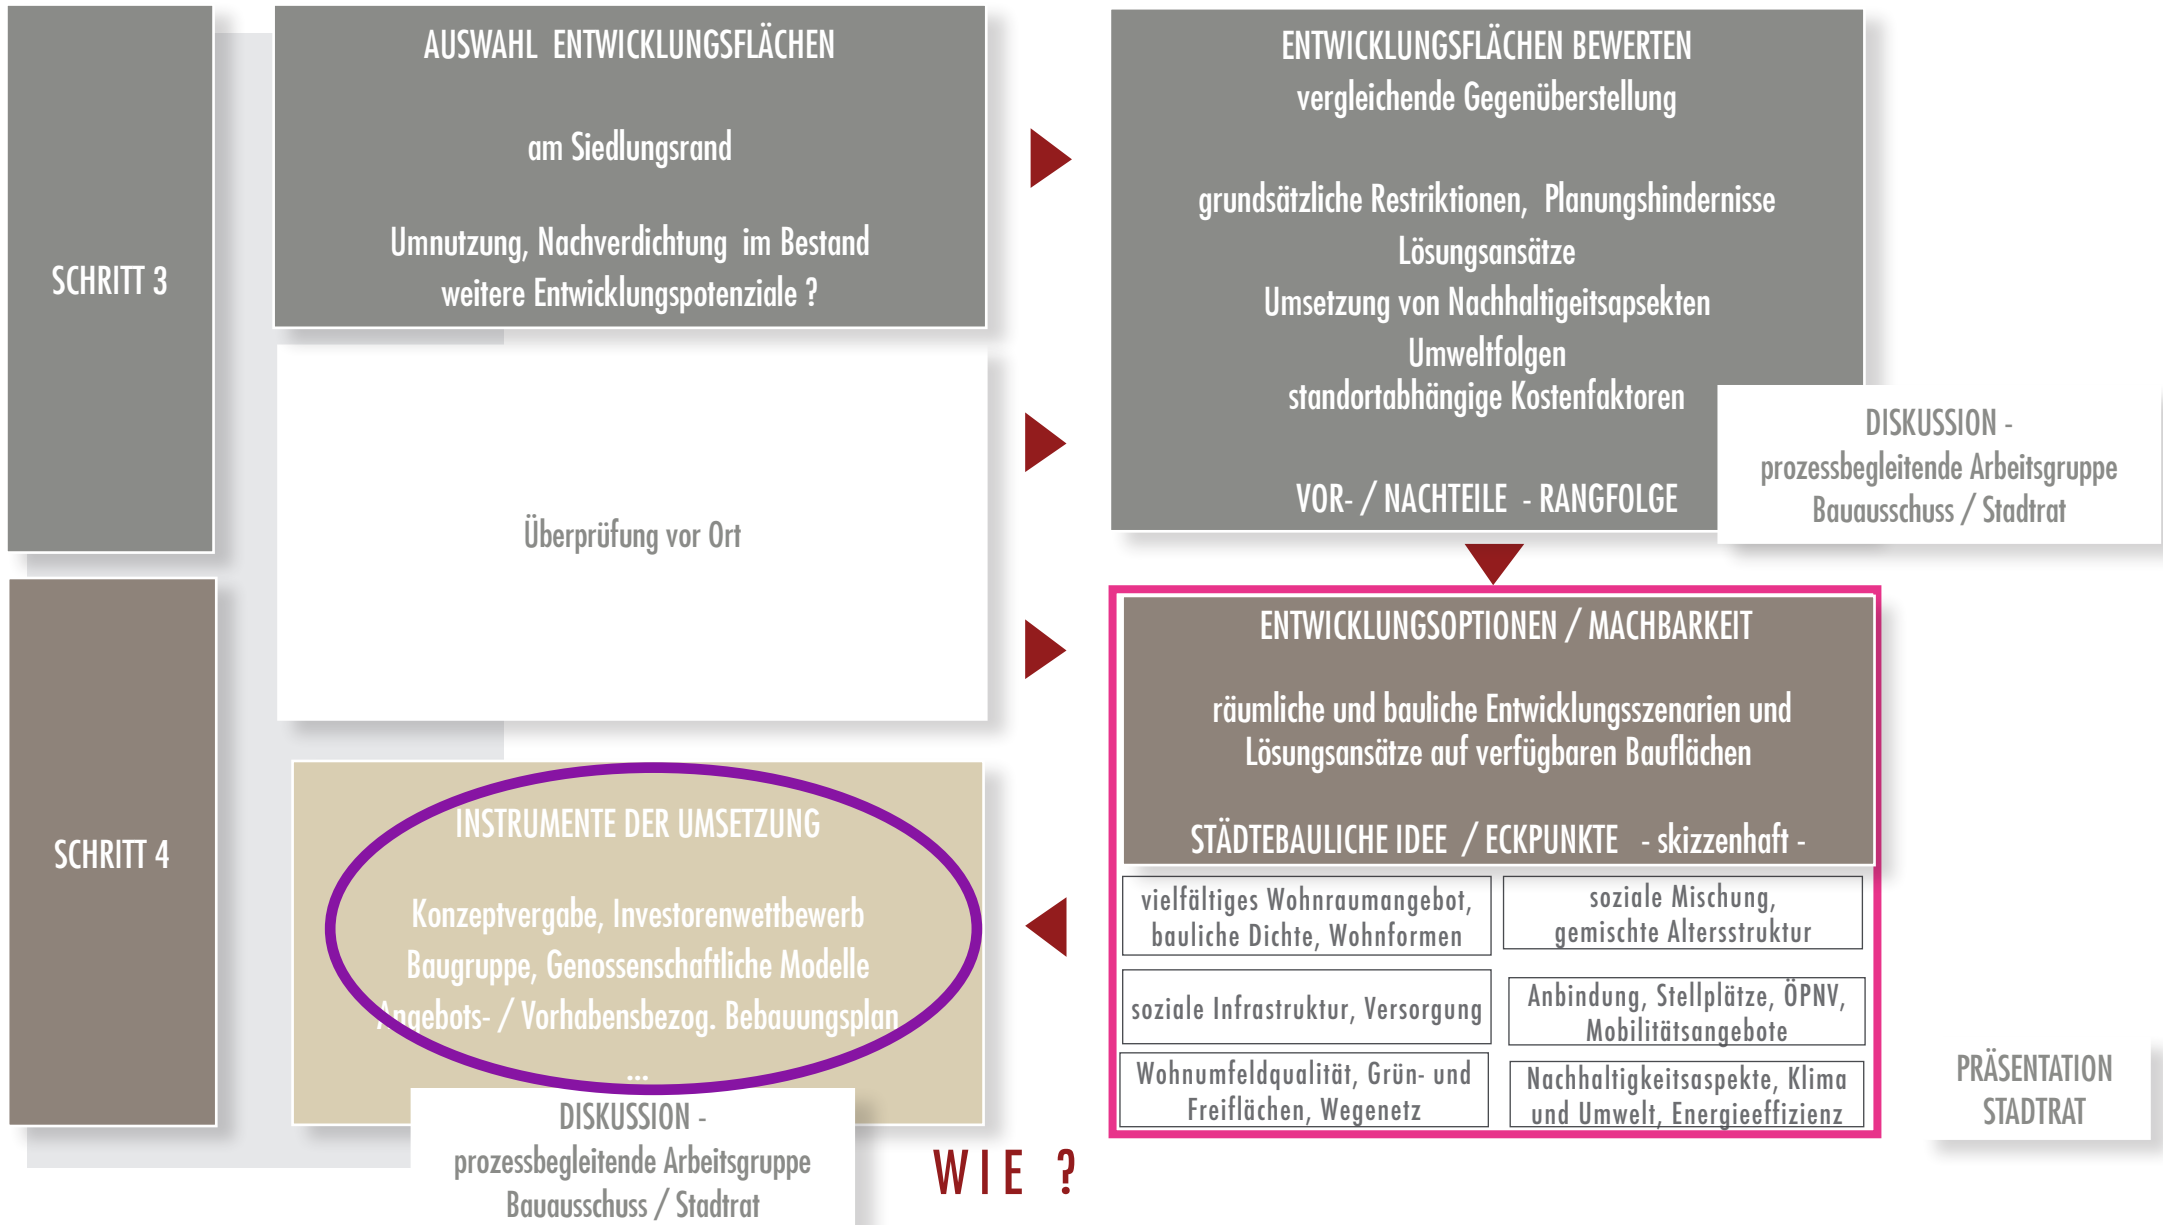 SCHRITT 3
AUSWAHL ENTWICKLUNGSFLÄCHEN
am Siedlungsrand
Umnutzung, Nachverdichtung im Bestand
weitere Entwicklungspotenziale ?
ENTWICKLUNGSFLÄCHEN BEWERTEN
vergleichende Gegenüberstellung
grundsätzliche Restriktionen, Planungshindernisse
Lösungsansätze
Umsetzung von Nachhaltigeitsapsekten
Umweltfolgen
standortabhängige Kostenfaktoren
VOR- / NACHTEILE - RANGFOLGE
DISKUSSION -
prozessbegleitende Arbeitsgruppe
Bauausschuss / Stadtrat
Überprüfung vor Ort
SCHRITT 4
ENTWICKLUNGSOPTIONEN / MACHBARKEIT
räumliche und bauliche Entwicklungsszenarien und
Lösungsansätze auf verfügbaren Bauflächen
STÄDTEBAULICHE IDEE / ECKPUNKTE - skizzenhaft -
vielfältiges Wohnraumangebot,
bauliche Dichte, Wohnformen
soziale Mischung,
gemischte Altersstruktur
soziale Infrastruktur, Versorgung
Anbindung, Stellplätze, ÖPNV,
Mobilitätsangebote
Wohnumfeldqualität, Grün- und
Freiflächen, Wegenetz
Nachhaltigkeitsaspekte, Klima
und Umwelt, Energieeffizienz
INSTRUMENTE DER UMSETZUNG
Konzeptvergabe, Investorenwettbewerb
Baugruppe, Genossenschaftliche Modelle
Angebots- / Vorhabensbezog. Bebauungsplan
...
DISKUSSION -
prozessbegleitende Arbeitsgruppe
Bauausschuss / Stadtrat
WIE ?
PRÄSENTATION
STADTRAT